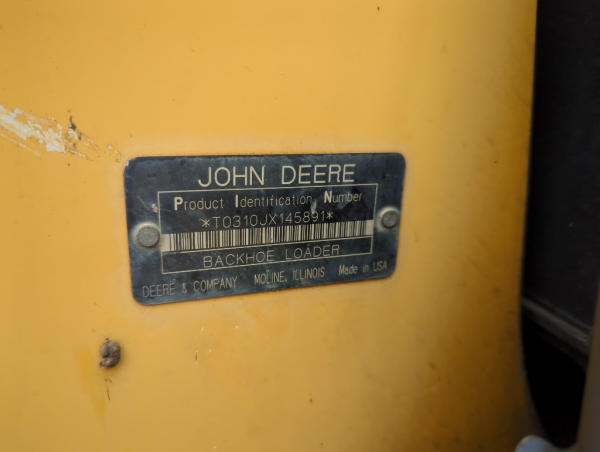 JOHN DEERE
Product Identification Number
*T0310JX145891*
BACKHOE LOADER
DEERE & COMPANY MOLINE, ILLINOIS Made in USA